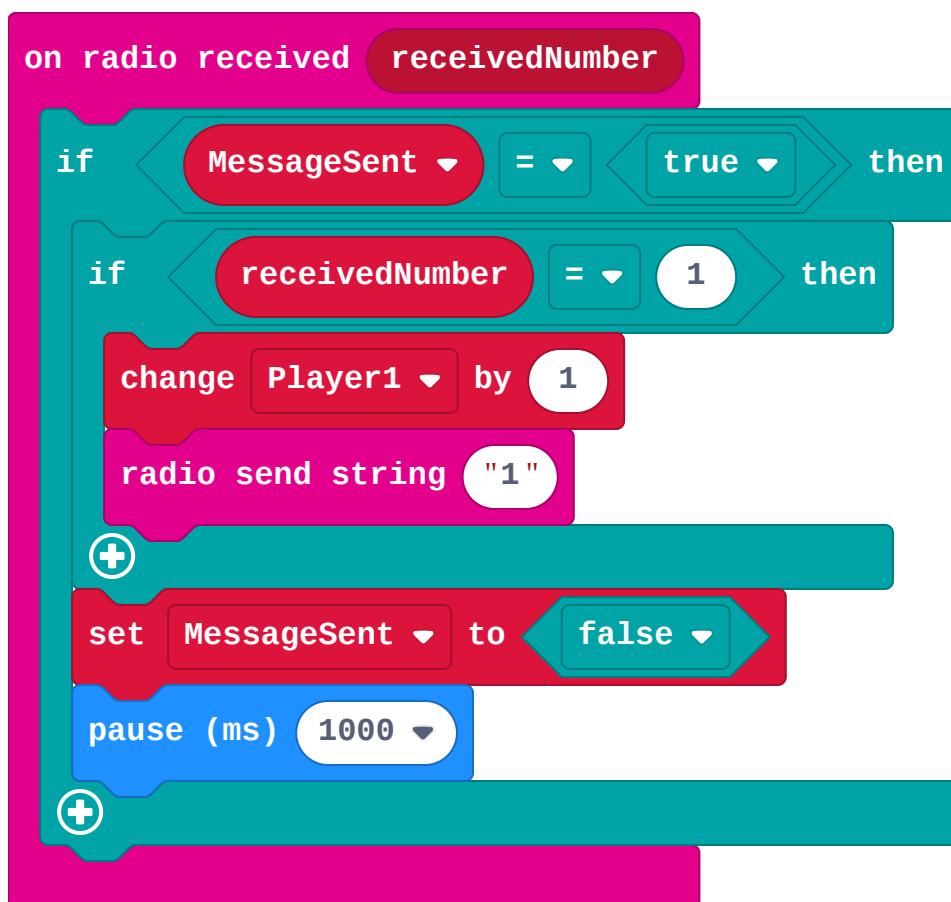 on radio received receivedNumber
if MessageSent = true then
if receivedNumber = 1 then
change Player1 by 1
radio send string "1"
set MessageSent to false
pause (ms) 1000